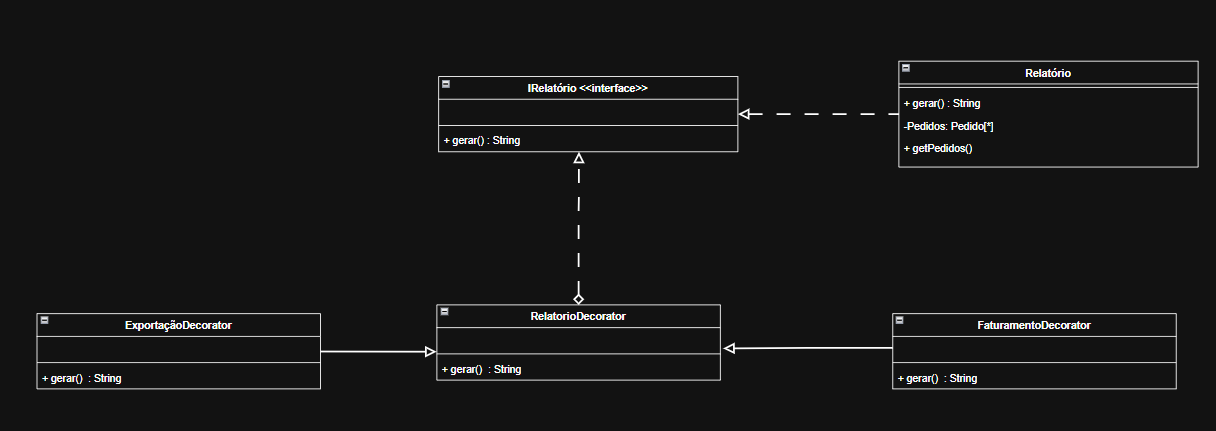 IRelatório <<interface>>
+ gerar() : String
Relatório
+ gerar() : String
-Pedidos: Pedido[*]
+ getPedidos()
ExportaçãoDecorator
+ gerar() : String
RelatorioDecorator
+ gerar() : String
FaturamentoDecorator
+ gerar() : String